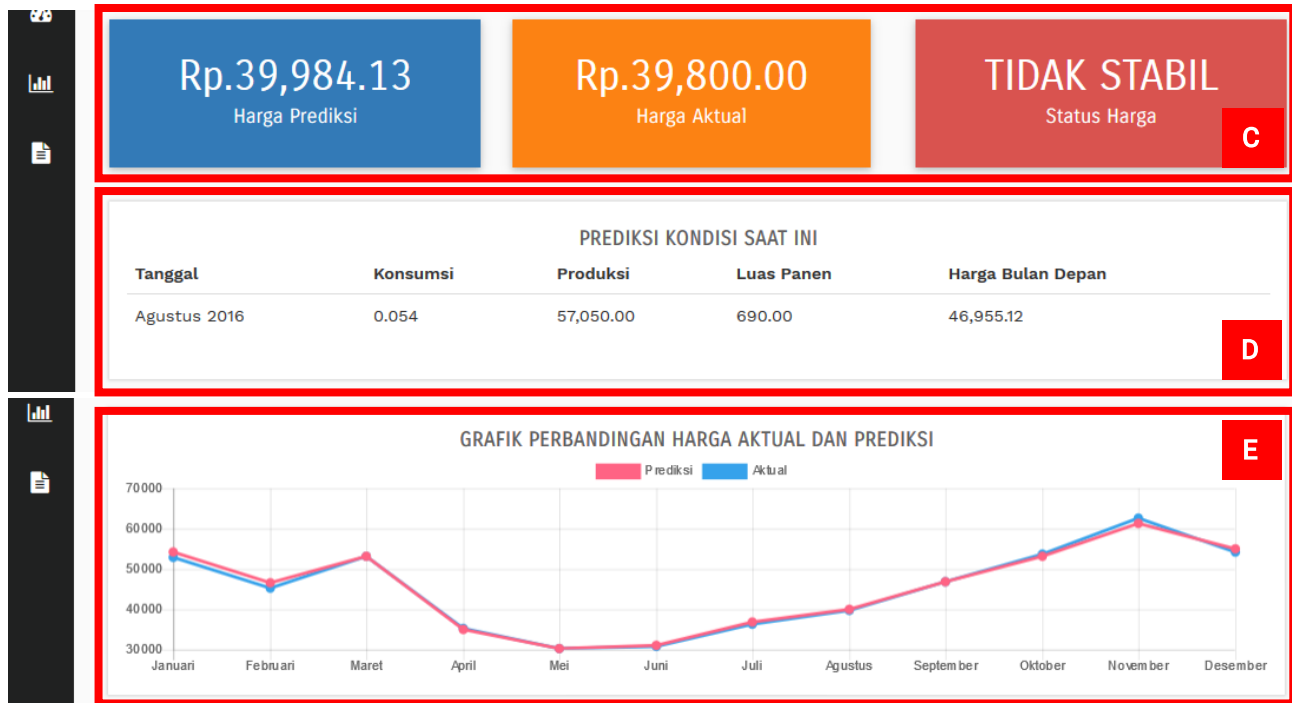 Rp.39,984.13 Rp.39,800.00 TIDAK STABIL
Harga Prediksi Harga Aktual Status Harga
C
PREDIKSI KONDISI SAAT INI
Tanggal Konsumsi Produksi Luas Panen Harga Bulan Depan
Agustus 2016 0.054 57,050.00 690.00 46,955.12
D
GRAFIK PERBANDINGAN HARGA AKTUAL DAN PREDIKSI
E
Prediksi Aktual
70000
60000
50000
40000
30000
Januari Februari Maret April Mei Juni Juli Agustus September Oktober November Desember